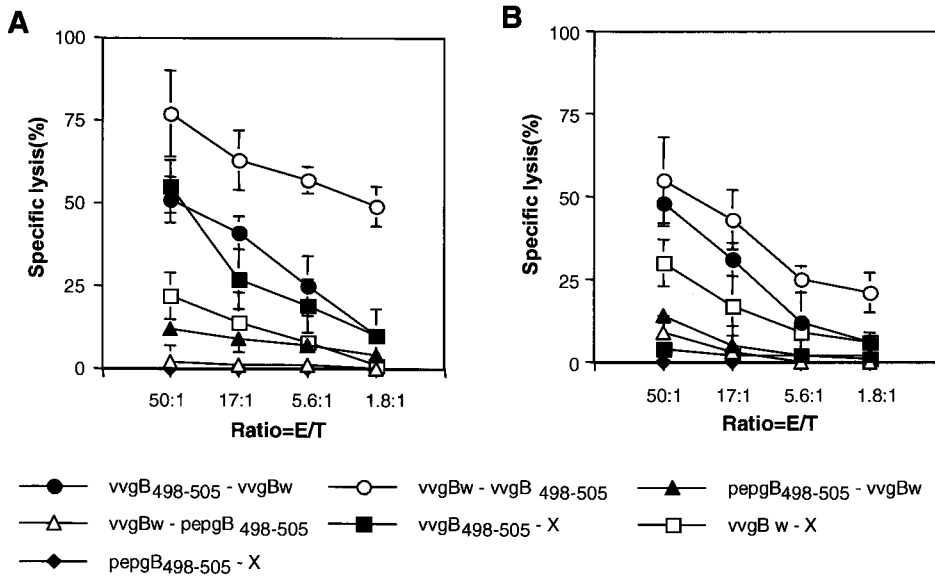 A
B
100
75
50
25
0
Specific lysis(%)
50:1 17:1 5.6:1 1.8:1
Ratio=E/T
100
75
50
25
0
Specific lysis(%)
50:1 17:1 5.6:1 1.8:1
Ratio=E/T
vvgB498-505 - vvgBw vvgBw - vvgB 498-505 pepgB498-505 - vvgBw
vvgBw - pepgB 498-505 vvgB498-505 - X vvgB w - X
pepgB498-505 - X